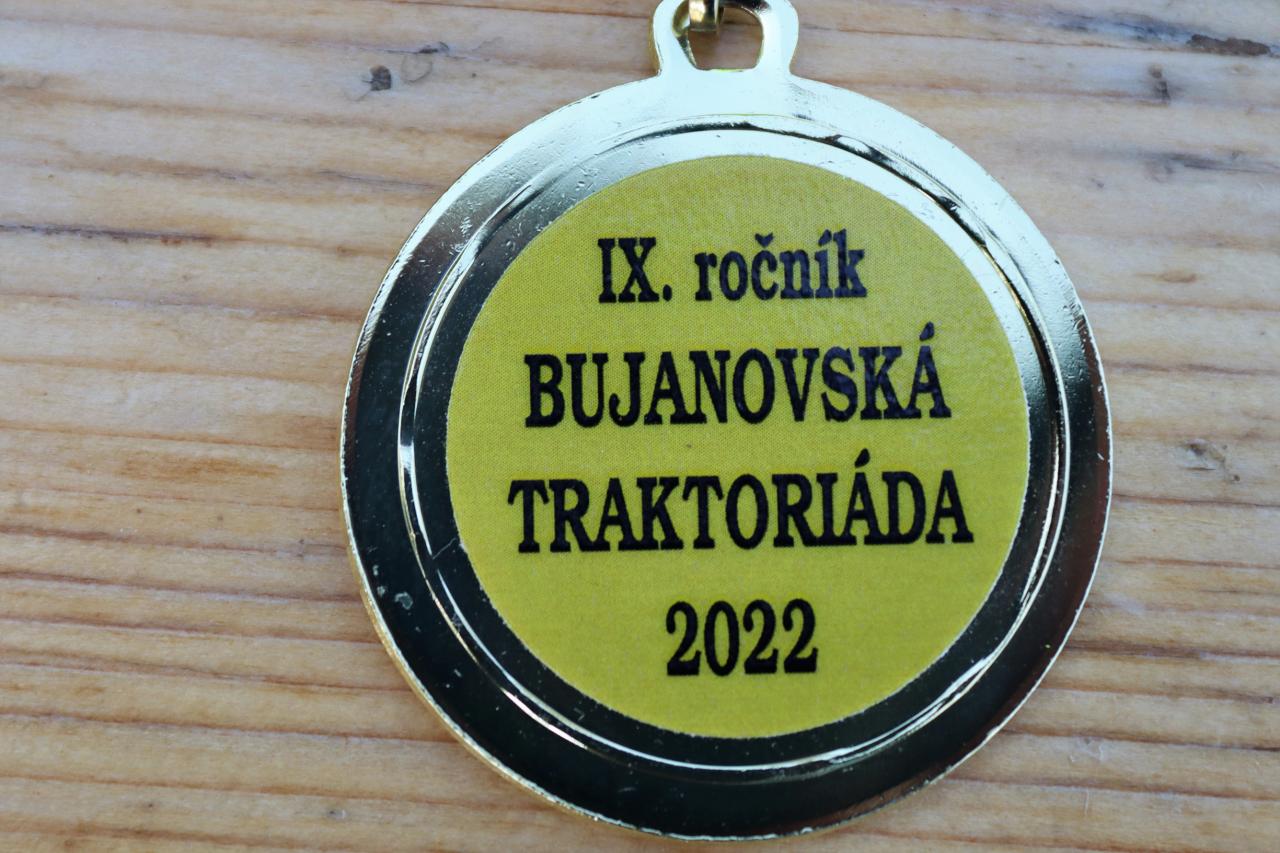 IX. ročník
BUJANOVSKÁ
TRAKTORIÁDA
2022